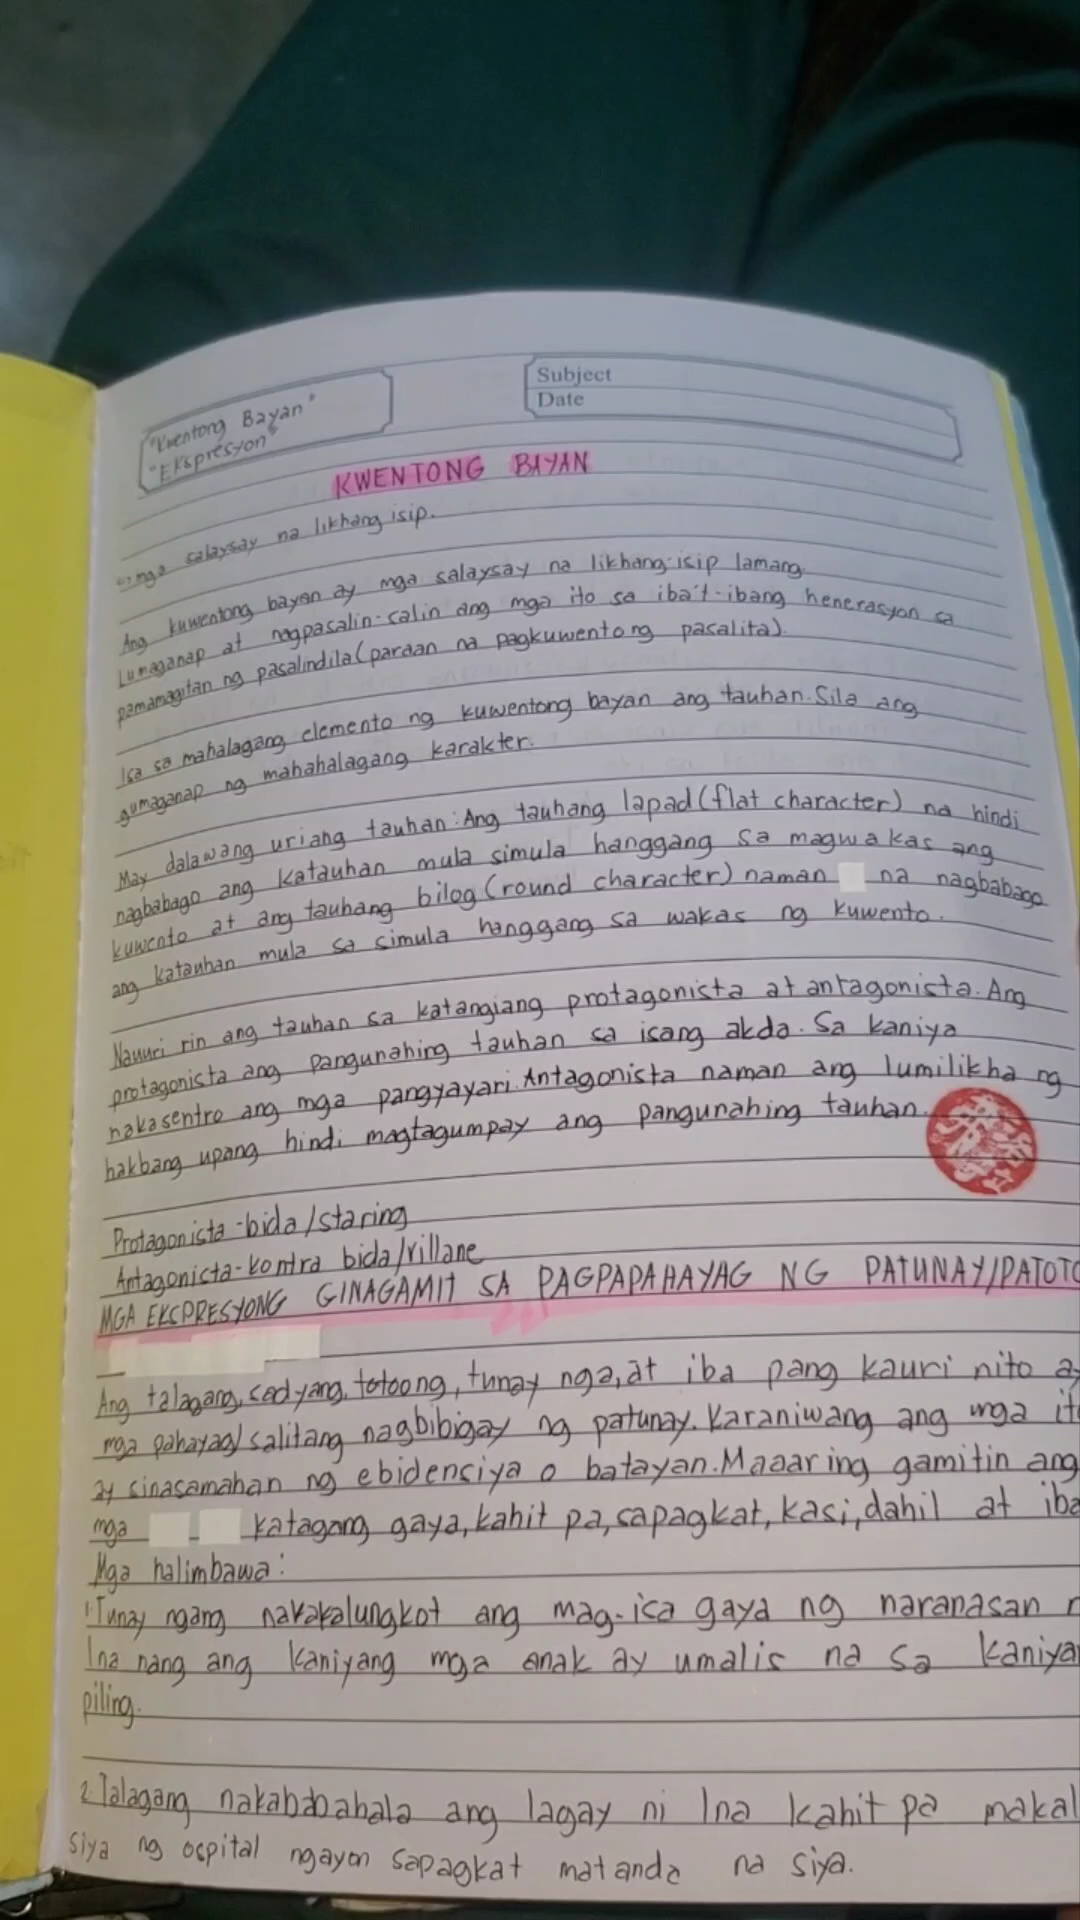 "Kwentong Bayan"
"Ekspresyon"
Subject
Date
KWENTONG BAYAN
mga salaysay na likhang isip.
Ang kuwentong bayan ay mga salaysay na likhang-isip lamang.
Lumaganap at nagpasalin-salin ang mga ito sa iba't-ibang henerasyon sa
pamamagitan ng pasalindila (paraan na pagkuwentong pasalita).
Isa sa mahalagang elemento ng kuwentong bayan ang tauhan. Sila ang
gumaganap ng mahahalagang karakter.
May dalawang uriang tauhan: Ang tauhang lapad (flat character) na hindi
nagbabago ang katauhan mula simula hanggang sa magwakas ang
kuwento at ang tauhang bilog (round character) naman na nagbabago
ang katauhan mula sa simula hanggang sa wakas ng kuwento.
Nauuri rin ang tauhan sa katangiang protagonista at antagonista. Ang
protagonista ang pangunahing tauhan sa isang akda. Sa kaniya
nakasentro ang mga pangyayari. Antagonista naman ang lumilikha ng
hakbang upang hindi magtagumpay ang pangunahing tauhan.
Protagonista - bida/staring
Antagonista - kontra bida/villane
MGA EKSPRESYONG GINAGAMIT SA PAGPAPAHAYAG NG PATUNAY/PATOTO
Ang talagang, sadyang, totoong, tunay nga, at iba pang kauri nito ay
mga pahayag/salitang nagbibigay ng patunay. Karaniwang ang mga ito
ay sinasamahan ng ebidensiya o batayan. Maaaring gamitin ang
mga katagang gaya, kahit pa, sapagkat, kasi, dahil at iba
Mga halimbawa:
1. Tunay ngang nakakalungkot ang mag-isa gaya ng naranasan n
Ina nang ang kaniyang mga anak ay umalis na sa kaniya
piling.
2. Talagang nakababahala ang lagay ni Ina kahit pa makal
siya ng ospital ngayon sapagkat matanda na siya.